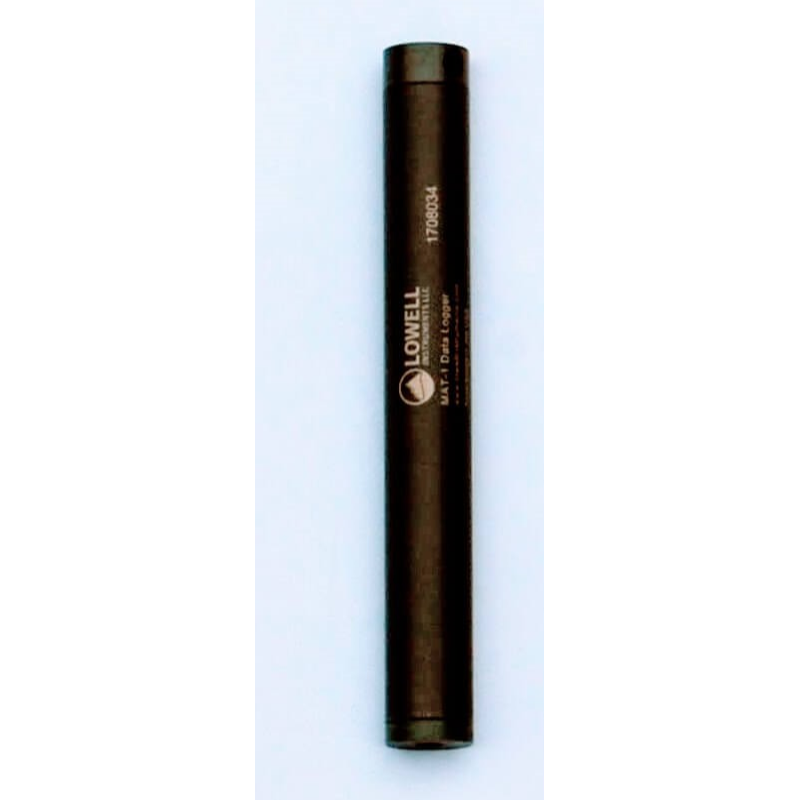 LOWELL
INSTRUMENTS LLC
MAT-1 Data Logger
1708034